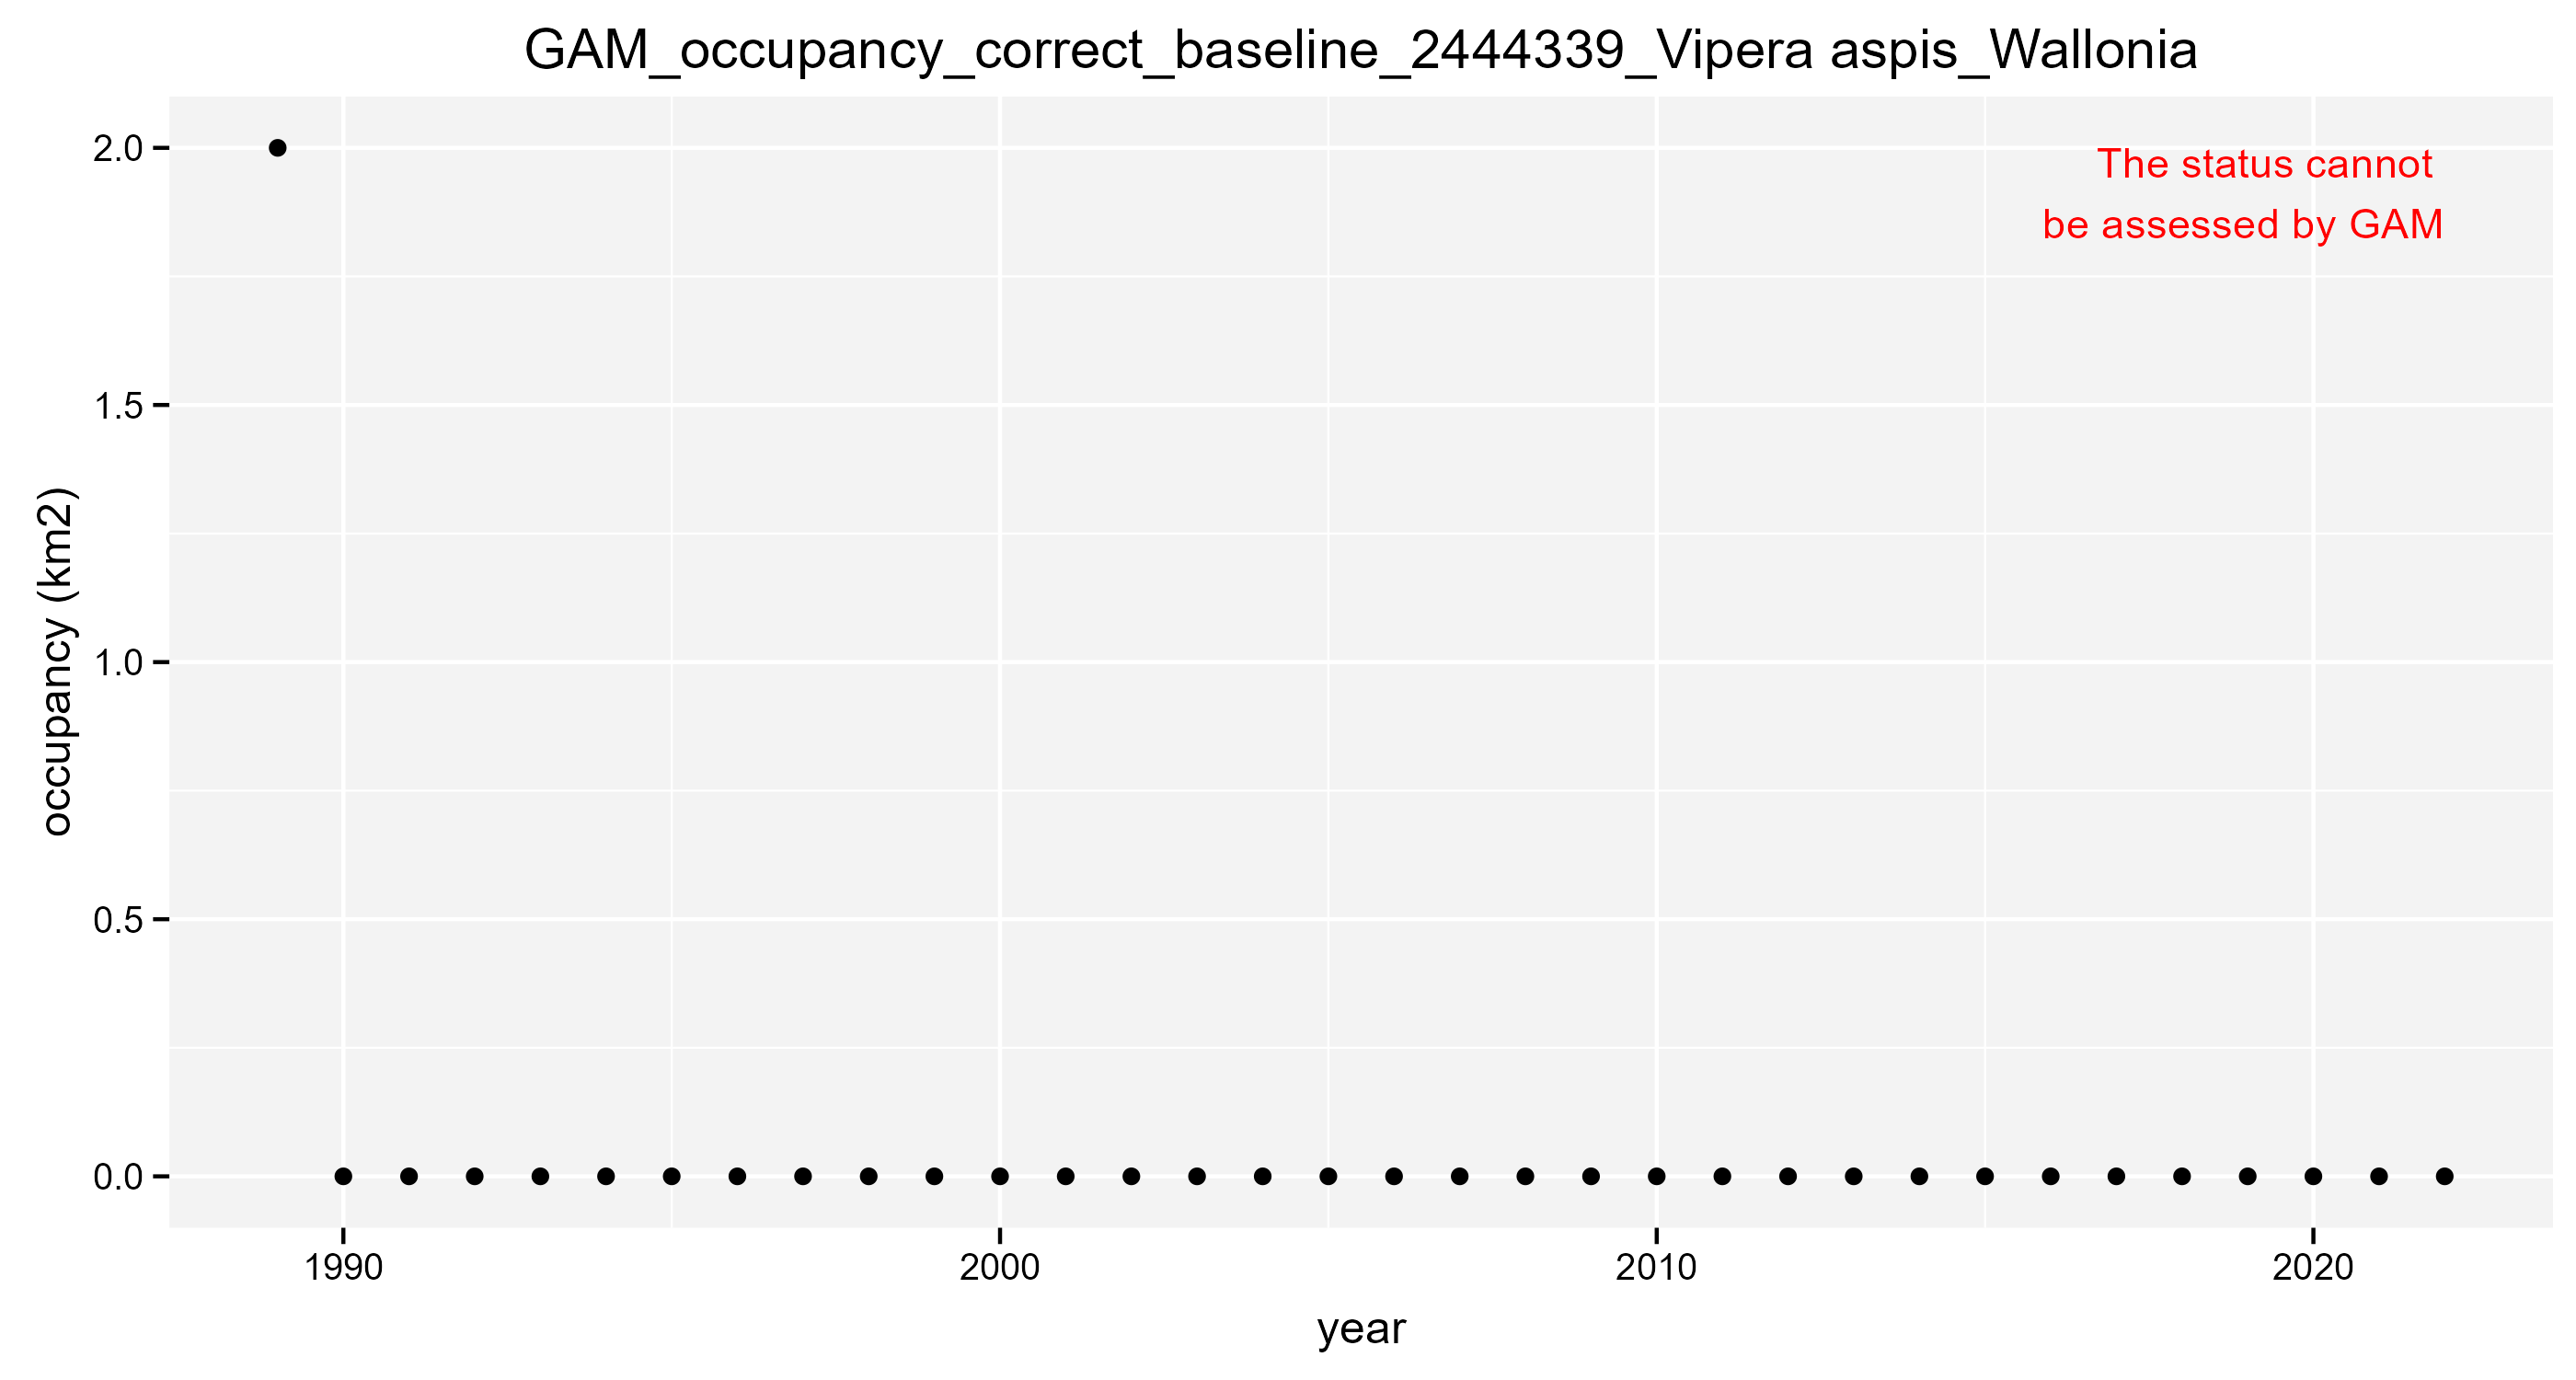 GAM_occupancy_correct_baseline_2444339_Vipera aspis_Wallonia
The status cannot
be assessed by GAM
occupancy (km2)
2.0
1.5
1.0
0.5
0.0
1990 2000 2010 2020
year